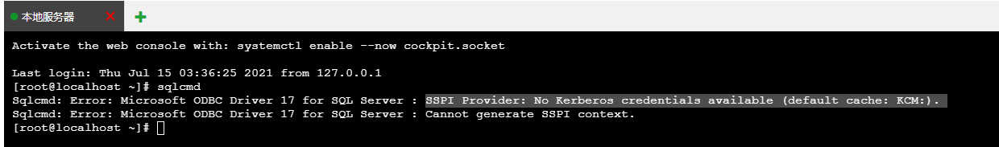 本地服务器
Activate the web console with: systemctl enable --now cockpit.socket
Last login: Thu Jul 15 03:36:25 2021 from 127.0.0.1
[root@localhost ~]# sqlcmd
Sqlcmd: Error: Microsoft ODBC Driver 17 for SQL Server : SSPI Provider: No Kerberos credentials available (default cache: KCM:).
Sqlcmd: Error: Microsoft ODBC Driver 17 for SQL Server : Cannot generate SSPI context.
[root@localhost ~]#